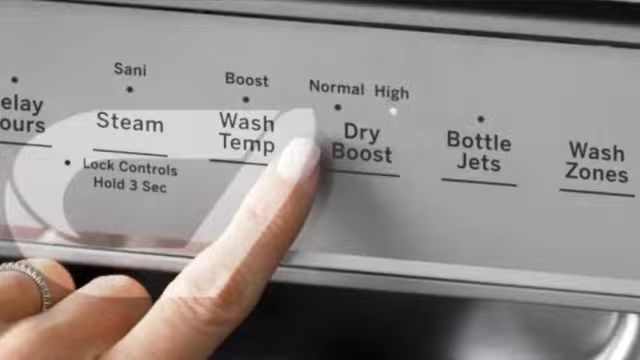 Sani
Boost
Normal High
elay
ours
Steam
Wash
Temp
Dry
Boost
Bottle
Jets
Wash
Zones
Lock Controls
Hold 3 Sec